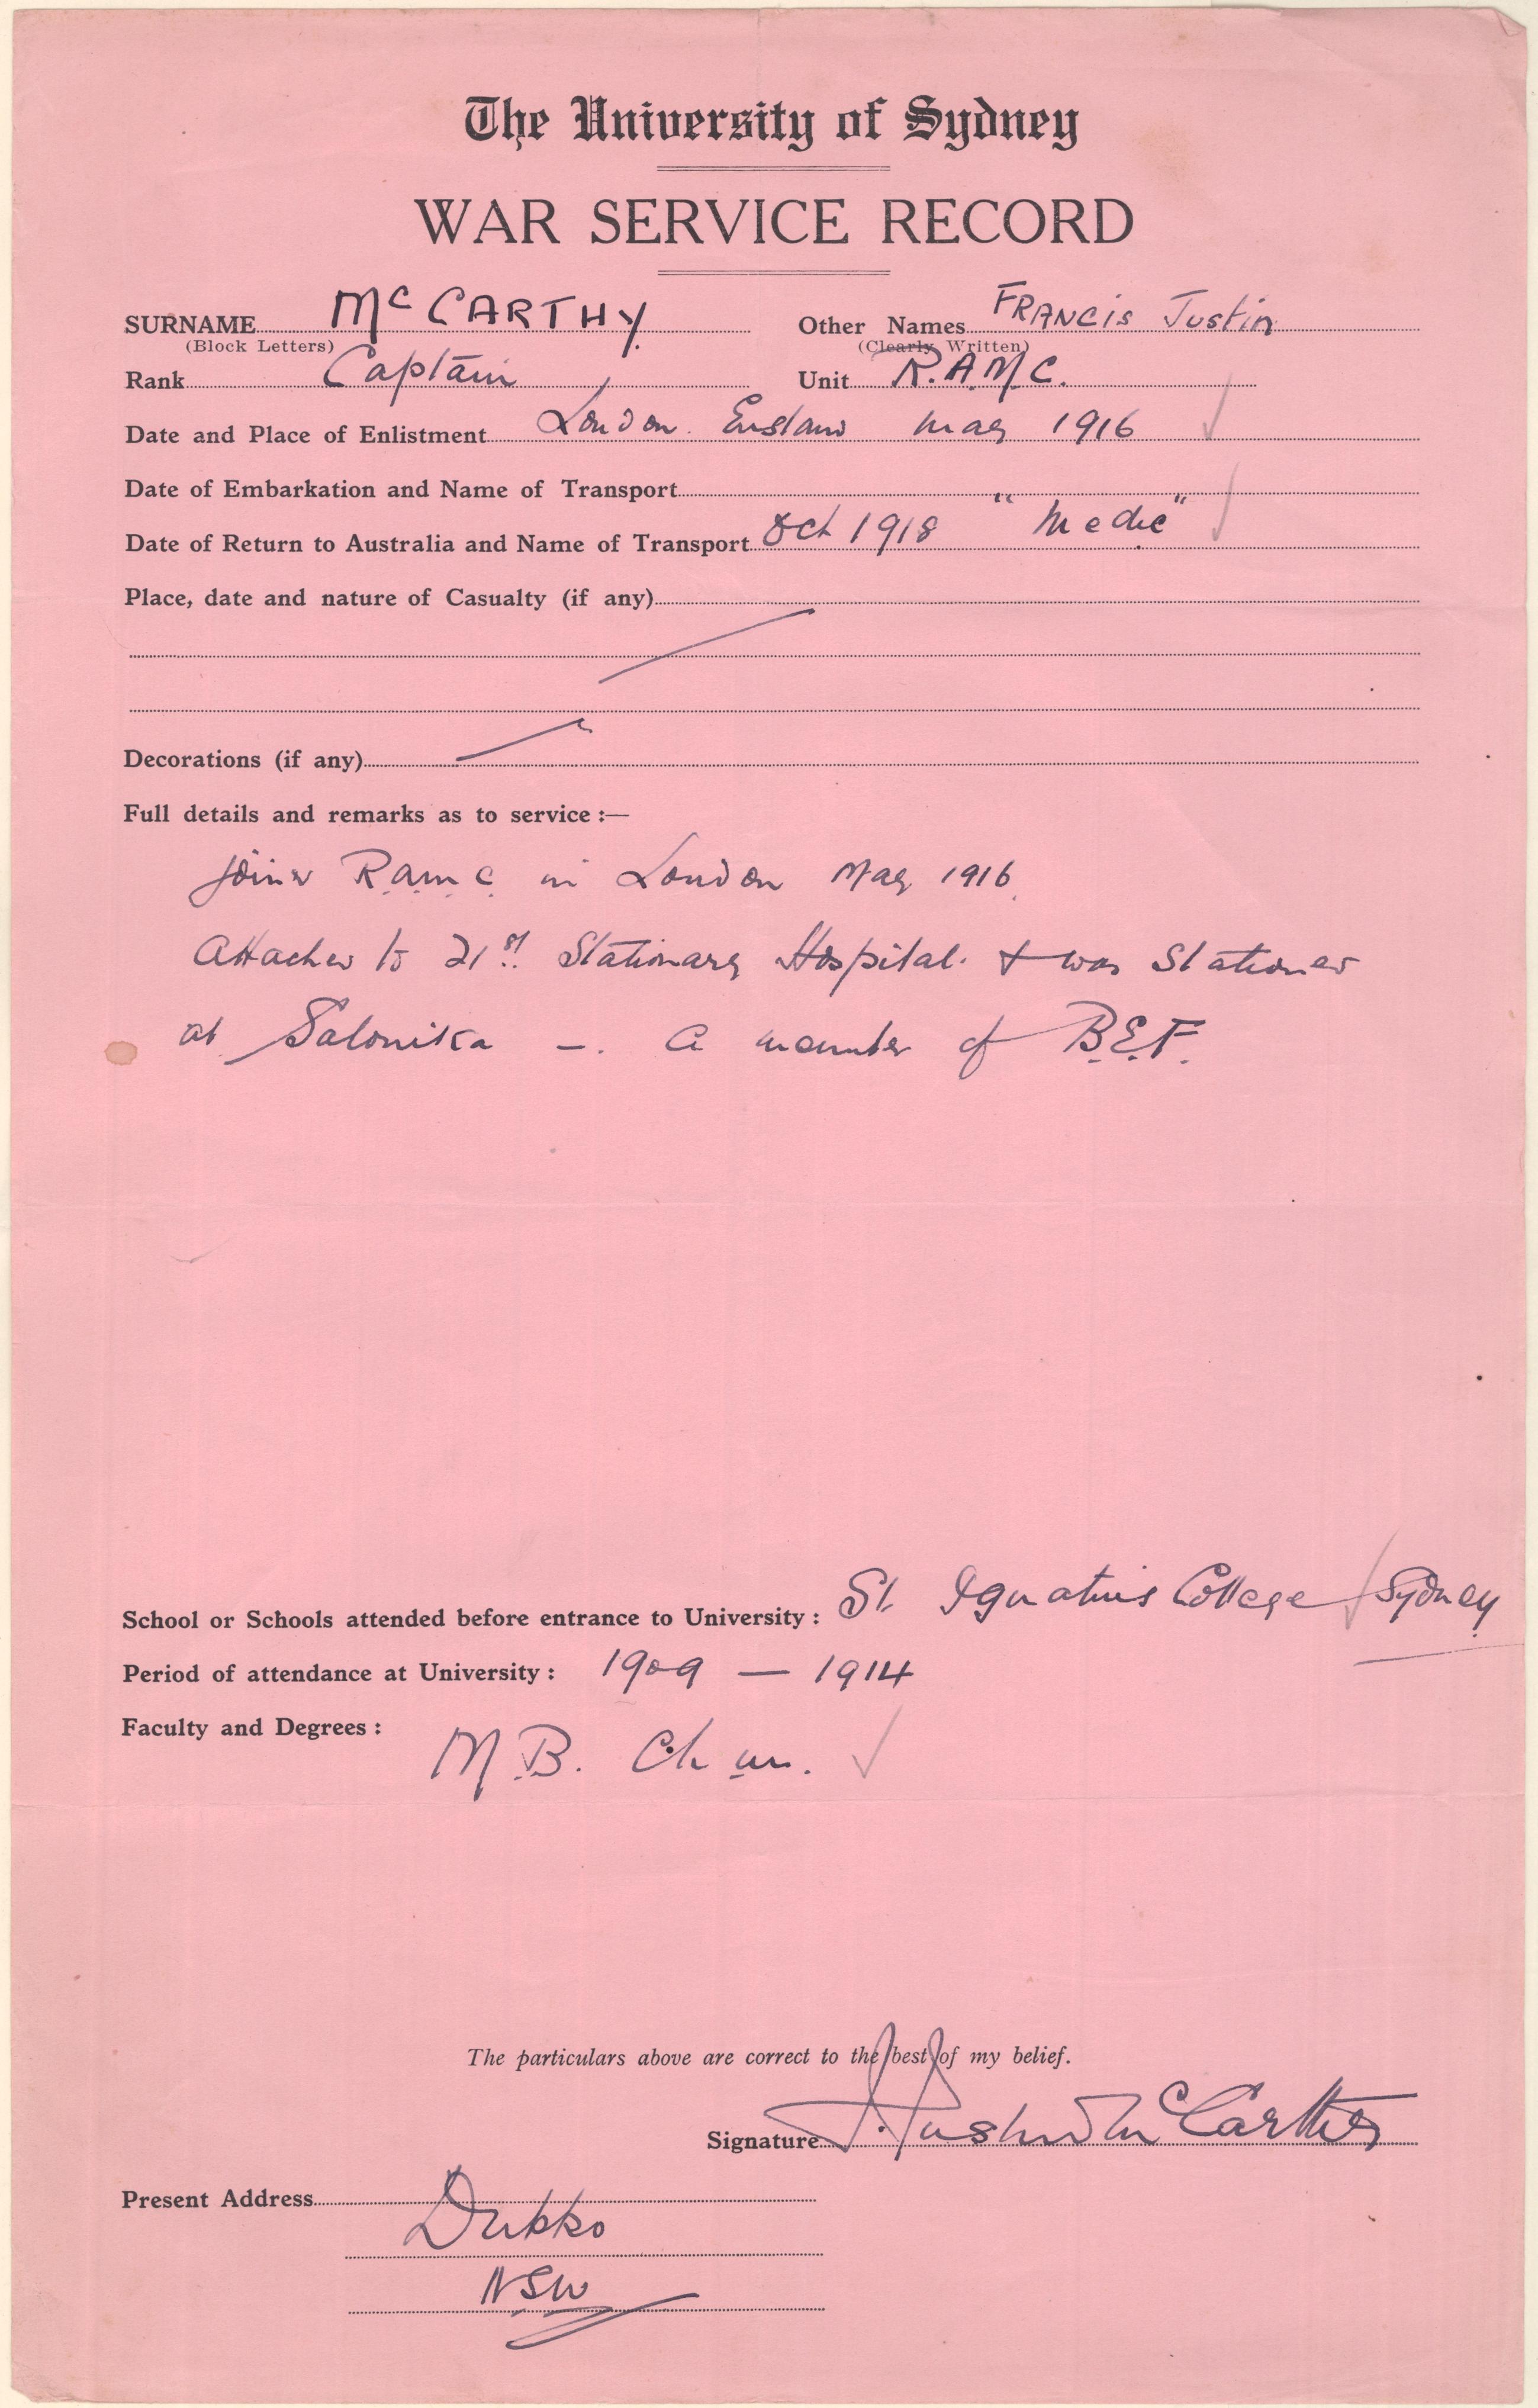 The University of Sydney
WAR SERVICE RECORD
SURNAME McCARTHY. Other Names FRANCIS Justin
(Block Letters) (Clearly Written)
Rank Captain Unit R.A.M.C.
Date and Place of Enlistment London. England May 1916
Date of Embarkation and Name of Transport
Date of Return to Australia and Name of Transport Oct 1918 "Medic"
Place, date and nature of Casualty (if any)
Decorations (if any)
Full details and remarks as to service :—
Joined R.A.M.C. in London May 1916.
Attached to 21st Stationary Hospital. & was Stationed
at Salonika —. a member of B.E.F.
School or Schools attended before entrance to University : St. Ignatius College Sydney
Period of attendance at University : 1909 — 1914
Faculty and Degrees :
M.B. Ch. M.
The particulars above are correct to the best of my belief.
Signature F. Justin McCarthy
Present Address
NSW